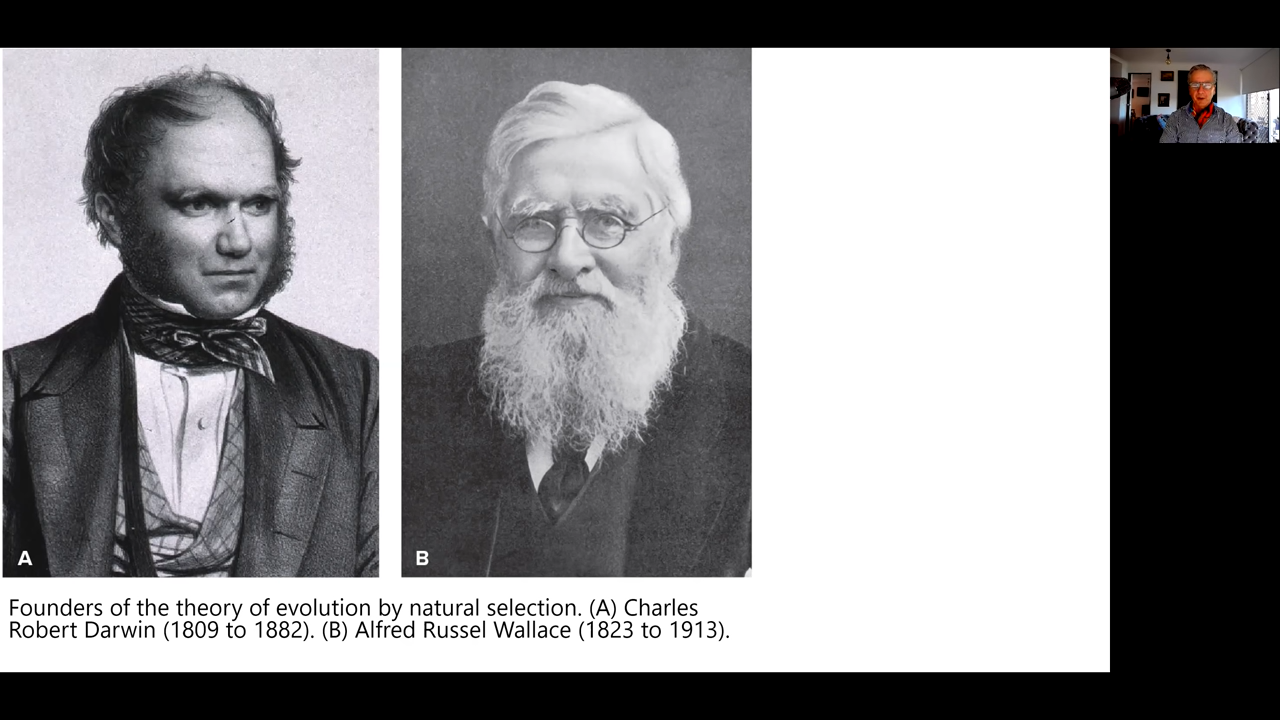 A
B
Founders of the theory of evolution by natural selection. (A) Charles
Robert Darwin (1809 to 1882). (B) Alfred Russel Wallace (1823 to 1913).